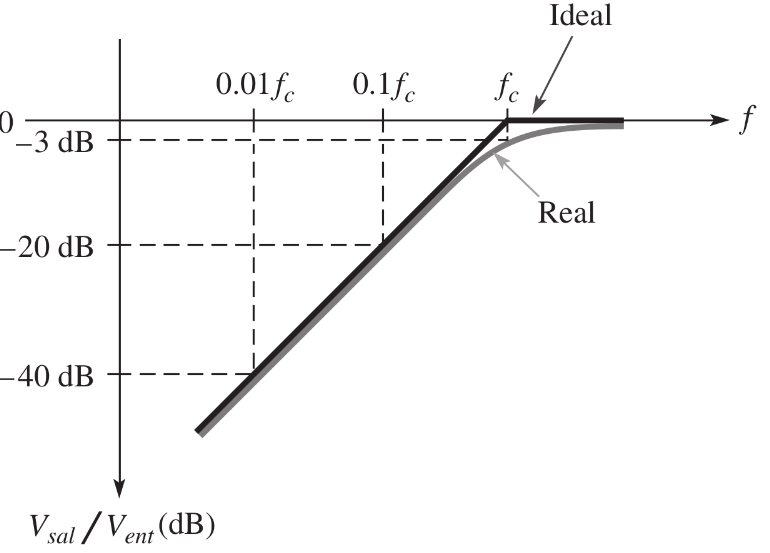 Ideal
0.01fc 0.1fc fc
0 f
–3 dB
Real
–20 dB
–40 dB
Vsal / Vent (dB)